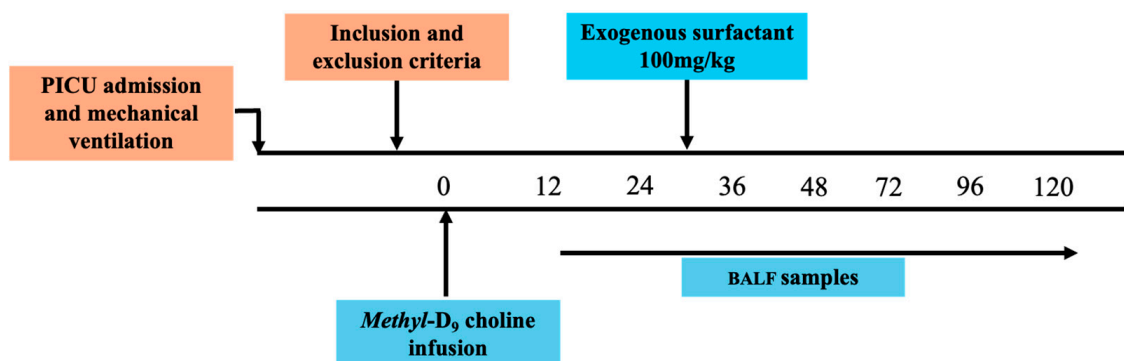 Inclusion and
exclusion criteria
Exogenous surfactant
100mg/kg
PICU admission
and mechanical
ventilation
0 12 24 36 48 72 96 120
BALF samples
Methyl-D₉ choline
infusion